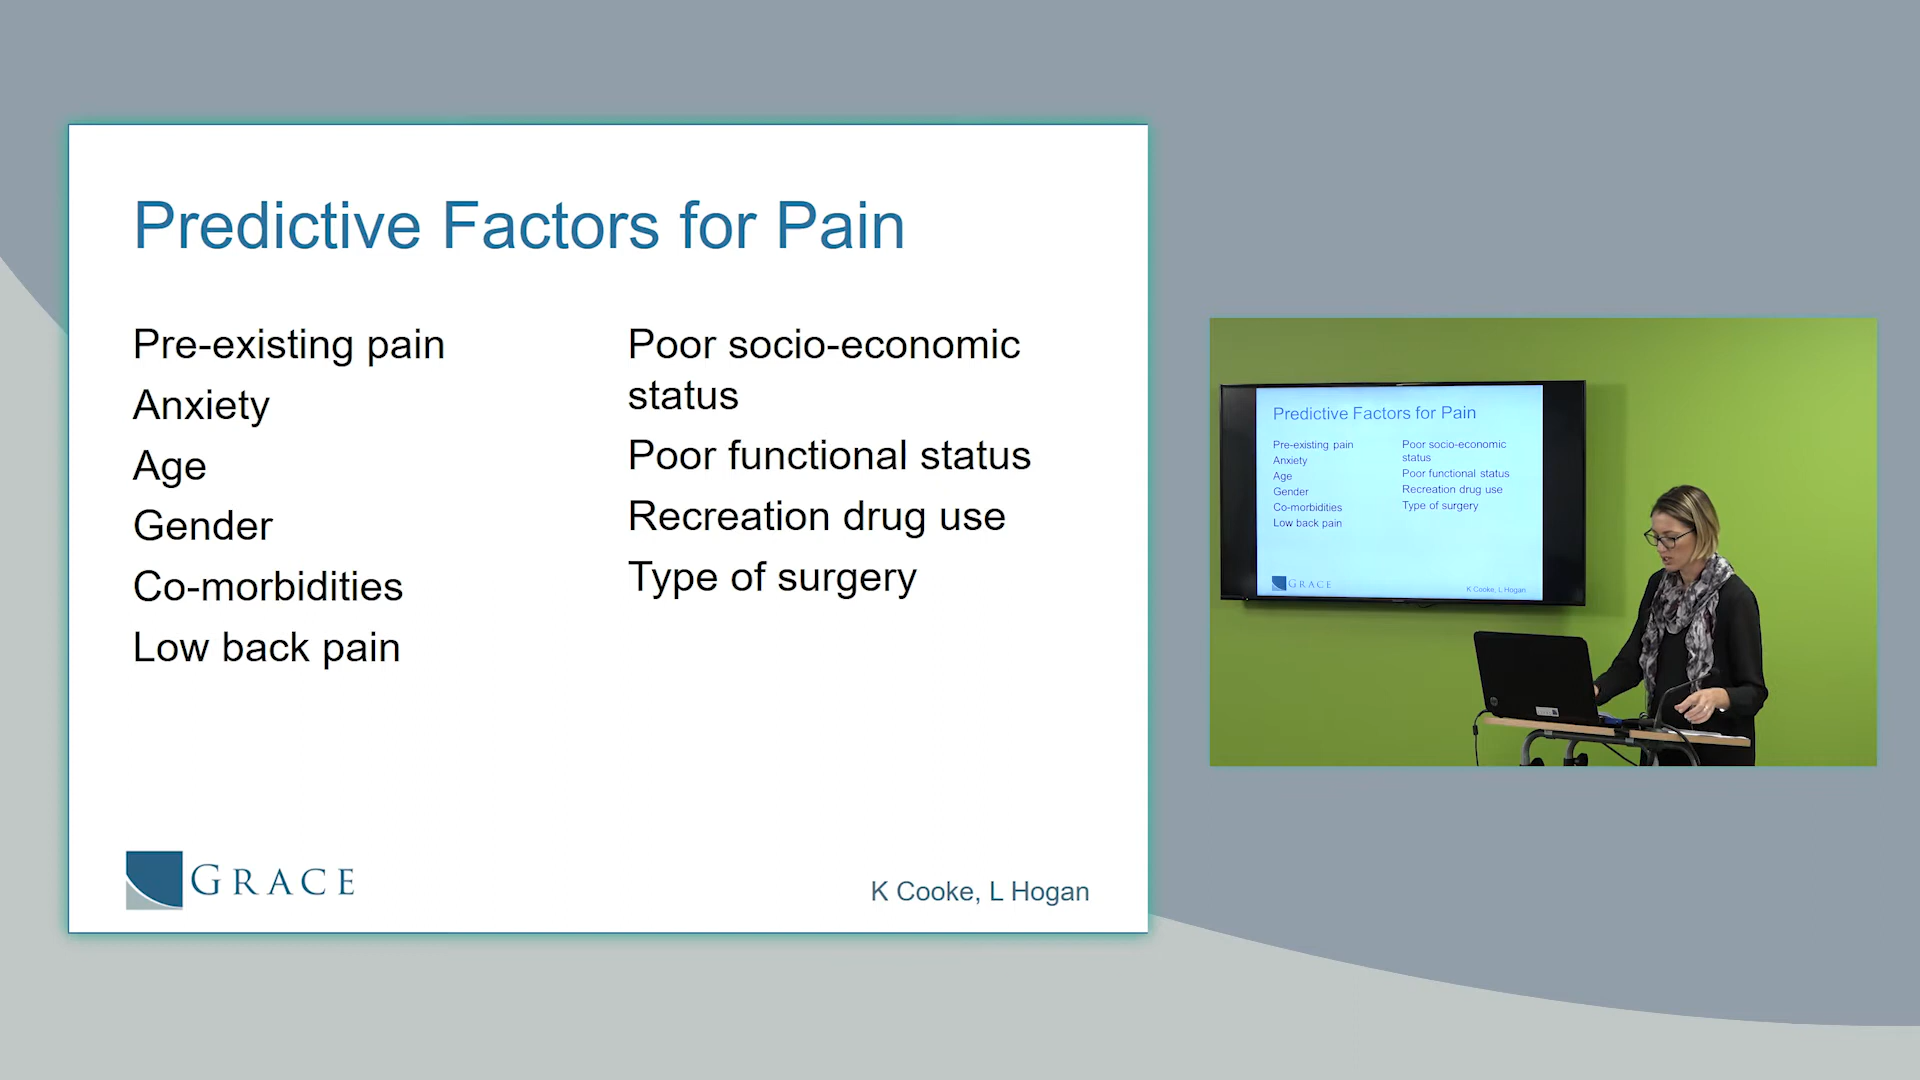 Predictive Factors for Pain
Pre-existing pain
Anxiety
Age
Gender
Co-morbidities
Low back pain
Poor socio-economic
status
Poor functional status
Recreation drug use
Type of surgery
GRACE
K Cooke, L Hogan
Predictive Factors for Pain
Pre-existing pain
Anxiety
Age
Gender
Co-morbidities
Low back pain
Poor socio-economic
status
Poor functional status
Recreation drug use
Type of surgery
GRACE
K Cooke, L Hogan